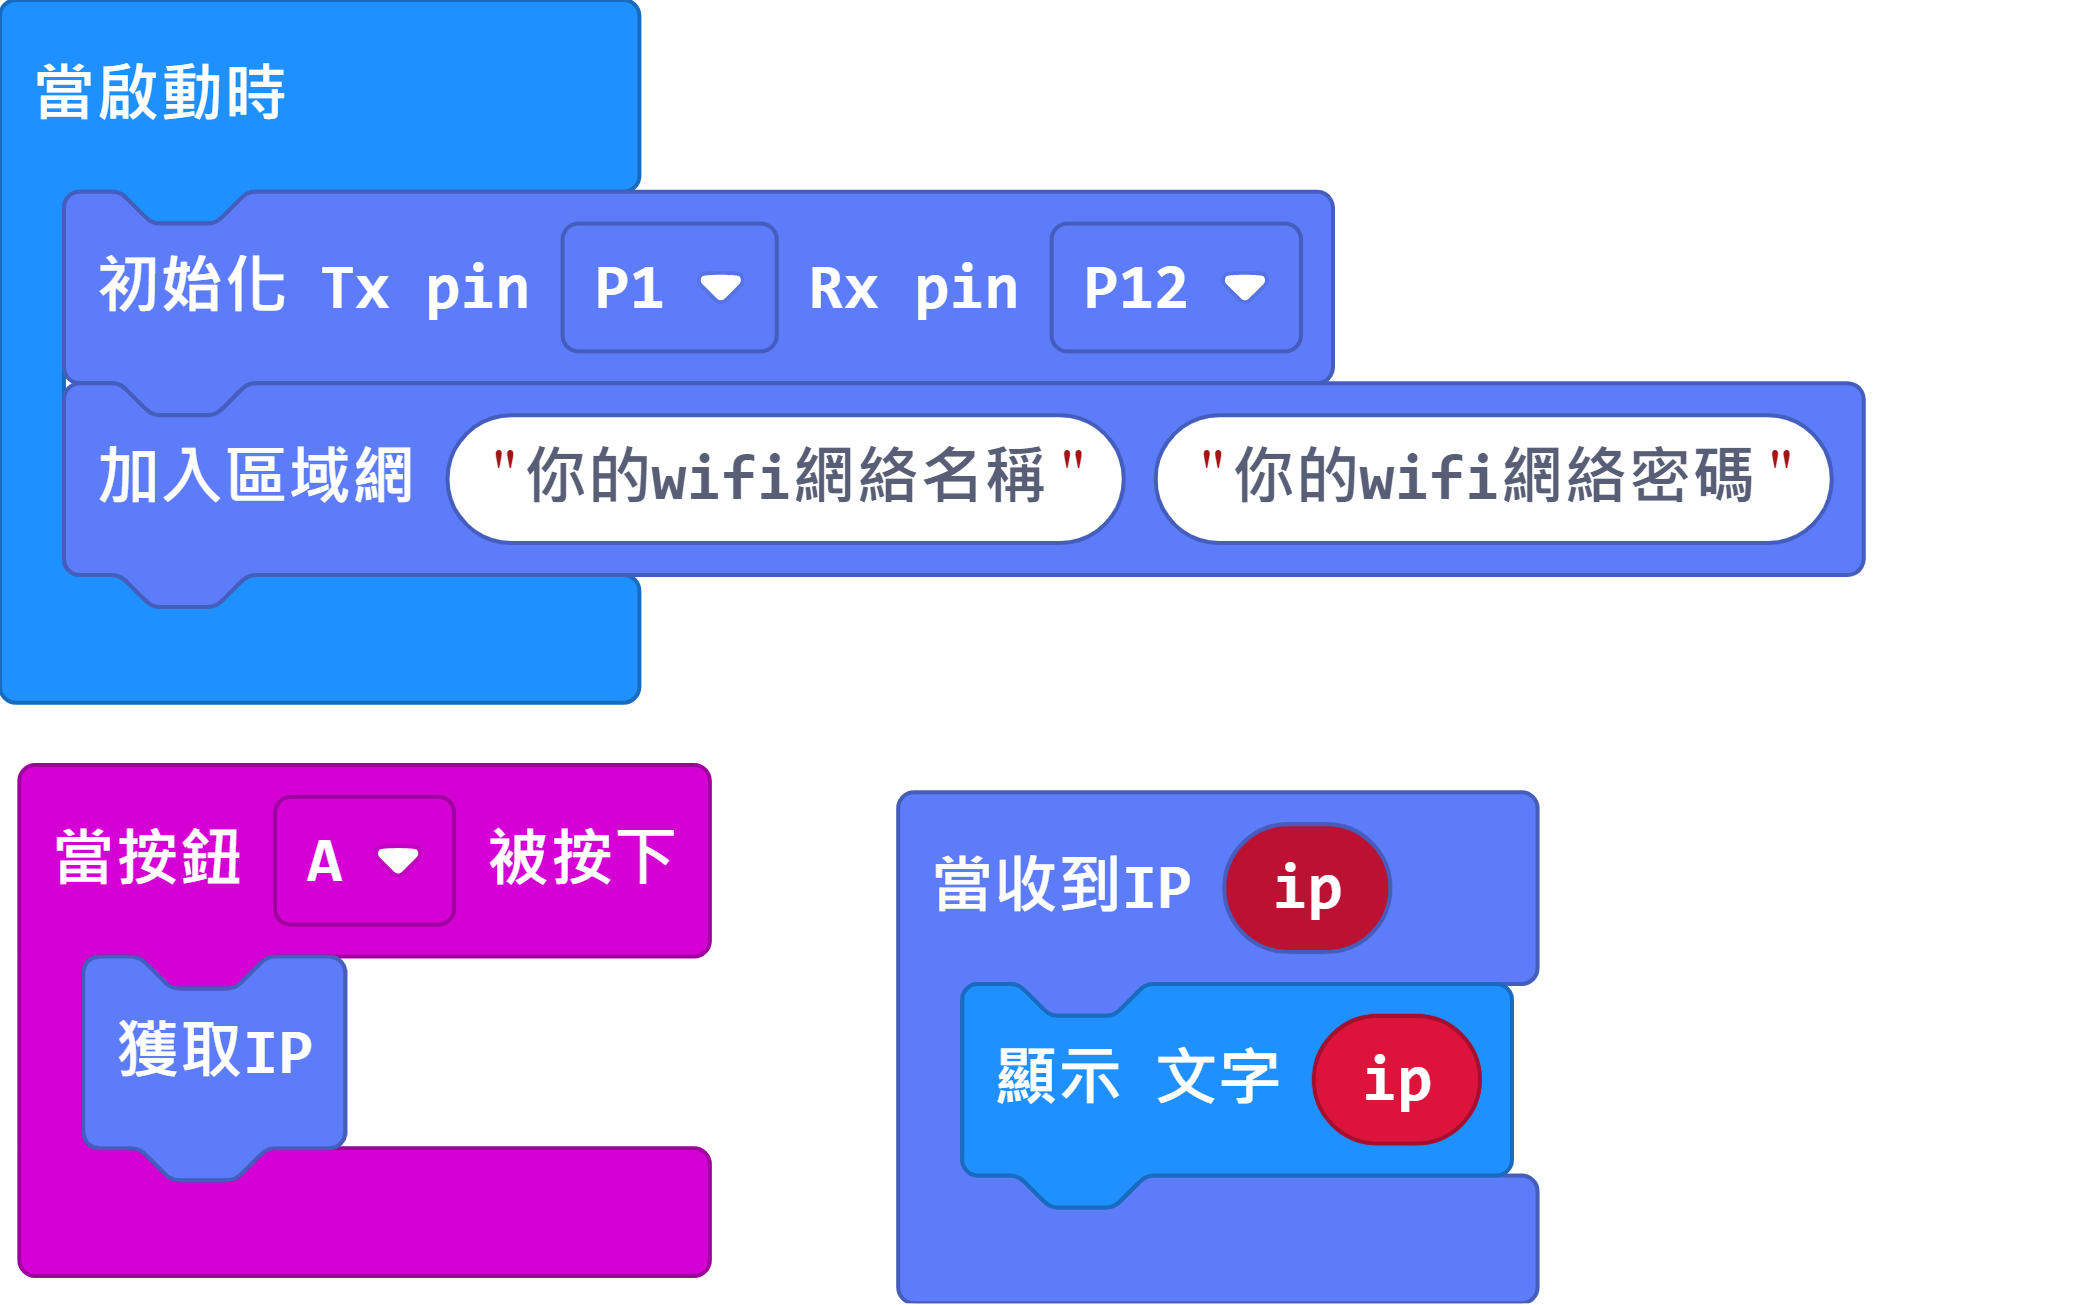 當啟動時
初始化 Tx pin P1 Rx pin P12
加入區域網 "你的wifi網絡名稱" "你的wifi網絡密碼"
當按鈕 A 被按下
獲取IP
當收到IP ip
顯示 文字 ip